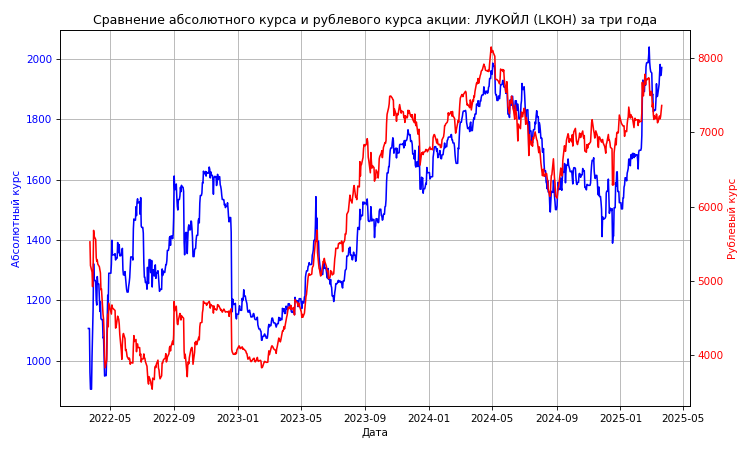 Сравнение абсолютного курса и рублевого курса акции: ЛУКОЙЛ (LKOH) за три года
2000
1800
1600
1400
1200
1000
Абсолютный курс
8000
7000
6000
5000
4000
Рублевый курс
2022-05 2022-09 2023-01 2023-05 2023-09 2024-01 2024-05 2024-09 2025-01 2025-05
Дата